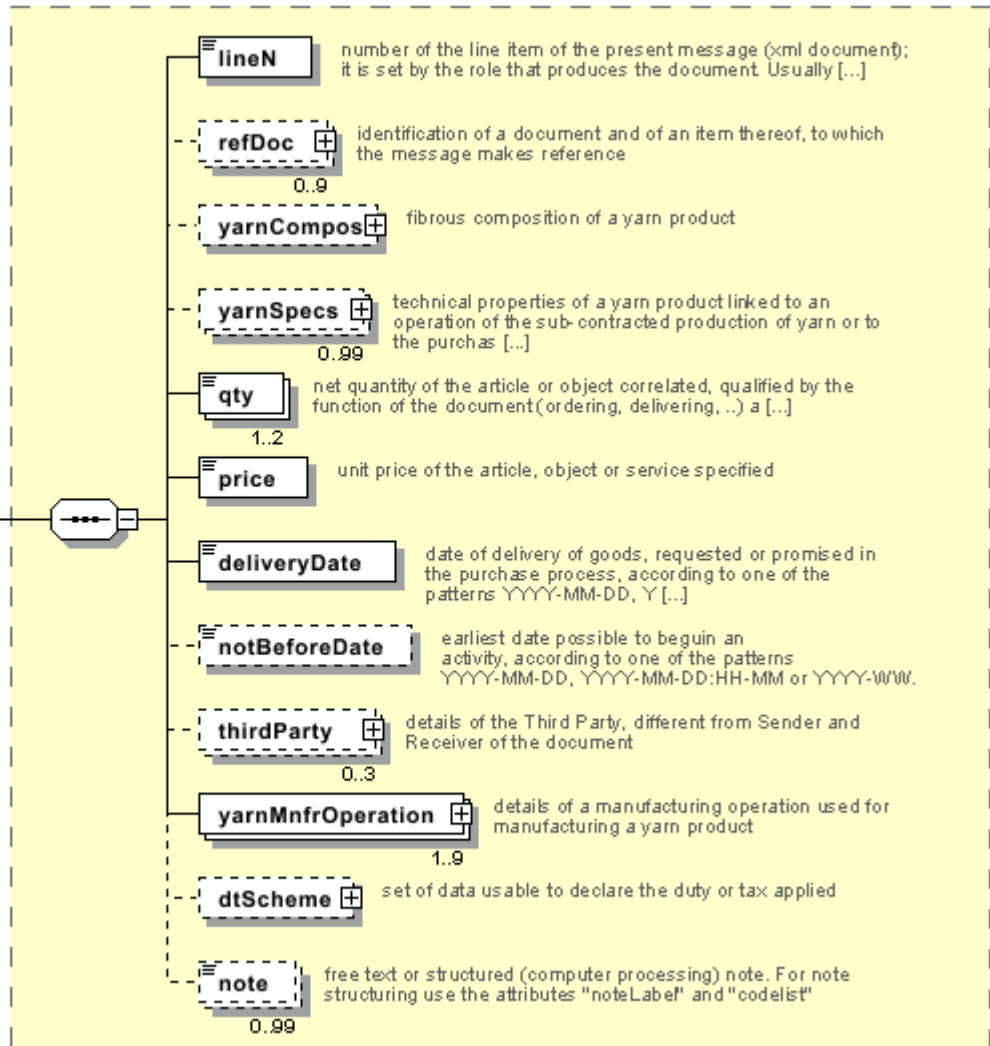 lineN
number of the line item of the present message (xml document);
it is set by the role that produces the document. Usually [...]
refDoc
identification of a document and of an item thereof, to which
the message makes reference
0..9
yarnCompos
fibrous composition of a yarn product
yarnSpecs
technical properties of a yarn product linked to an
operation of the sub-contracted production of yarn or to
the purchas [...]
0..99
qty
net quantity of the article or object correlated, qualified by the
function of the document (ordering, delivering, ..) a [...]
1..2
price
unit price of the article, object or service specified
deliveryDate
date of delivery of goods, requested or promised in
the purchase process, according to one of the
patterns YYYY-MM-DD, Y [...]
notBeforeDate
earliest date possible to beguin an
activity, according to one of the patterns
YYYY-MM-DD, YYYY-MM-DD:HH-MM or YYYY-WW.
thirdParty
details of the Third Party, different from Sender and
Receiver of the document
0..3
yarnMnfrOperation
details of a manufacturing operation used for
manufacturing a yarn product
1..9
dtScheme
set of data usable to declare the duty or tax applied
note
free text or structured (computer processing) note. For note
structuring use the attributes "noteLabel" and "codelist"
0..99